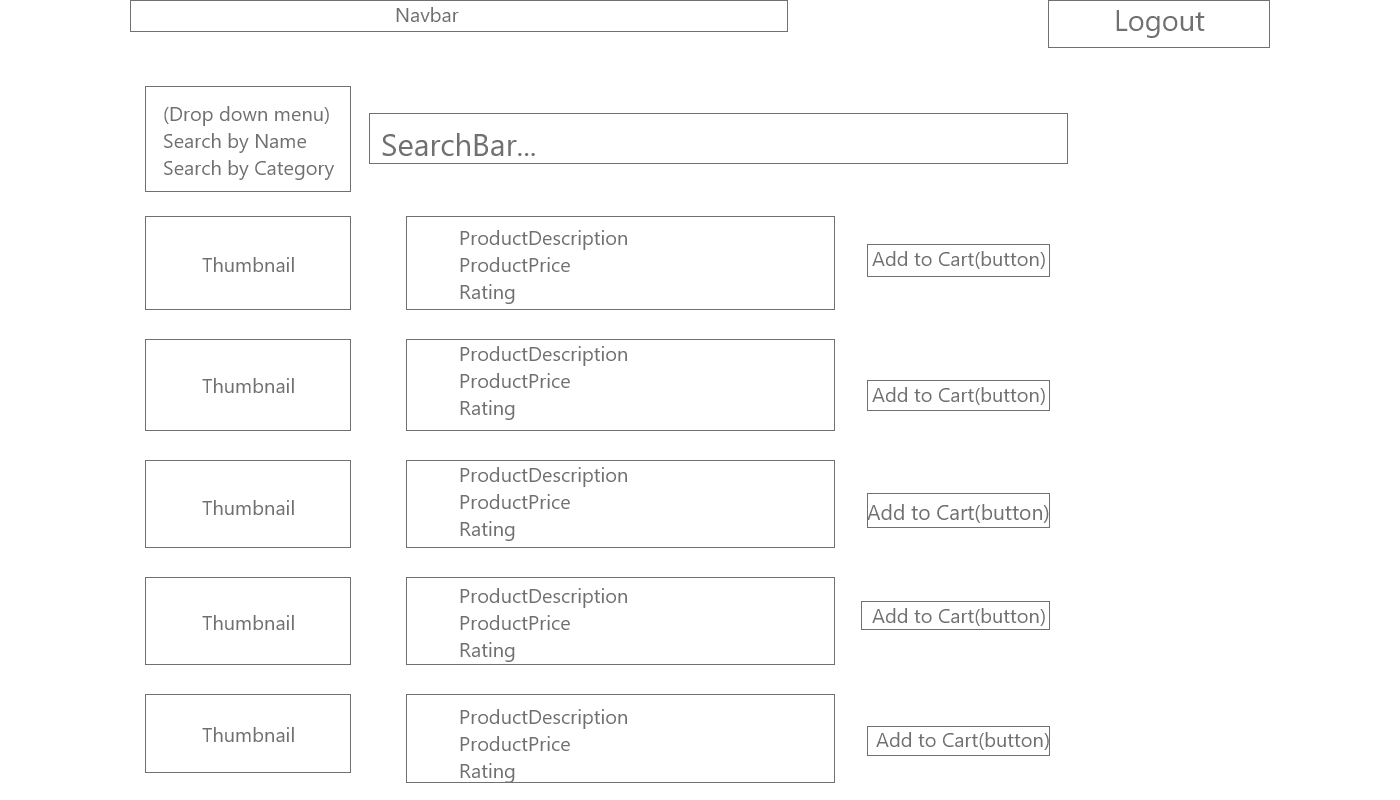 Navbar
Logout
(Drop down menu)
Search by Name
Search by Category
SearchBar...
Thumbnail
ProductDescription
ProductPrice
Rating
Add to Cart(button)
Thumbnail
ProductDescription
ProductPrice
Rating
Add to Cart(button)
Thumbnail
ProductDescription
ProductPrice
Rating
Add to Cart(button)
Thumbnail
ProductDescription
ProductPrice
Rating
Add to Cart(button)
Thumbnail
ProductDescription
ProductPrice
Rating
Add to Cart(button)